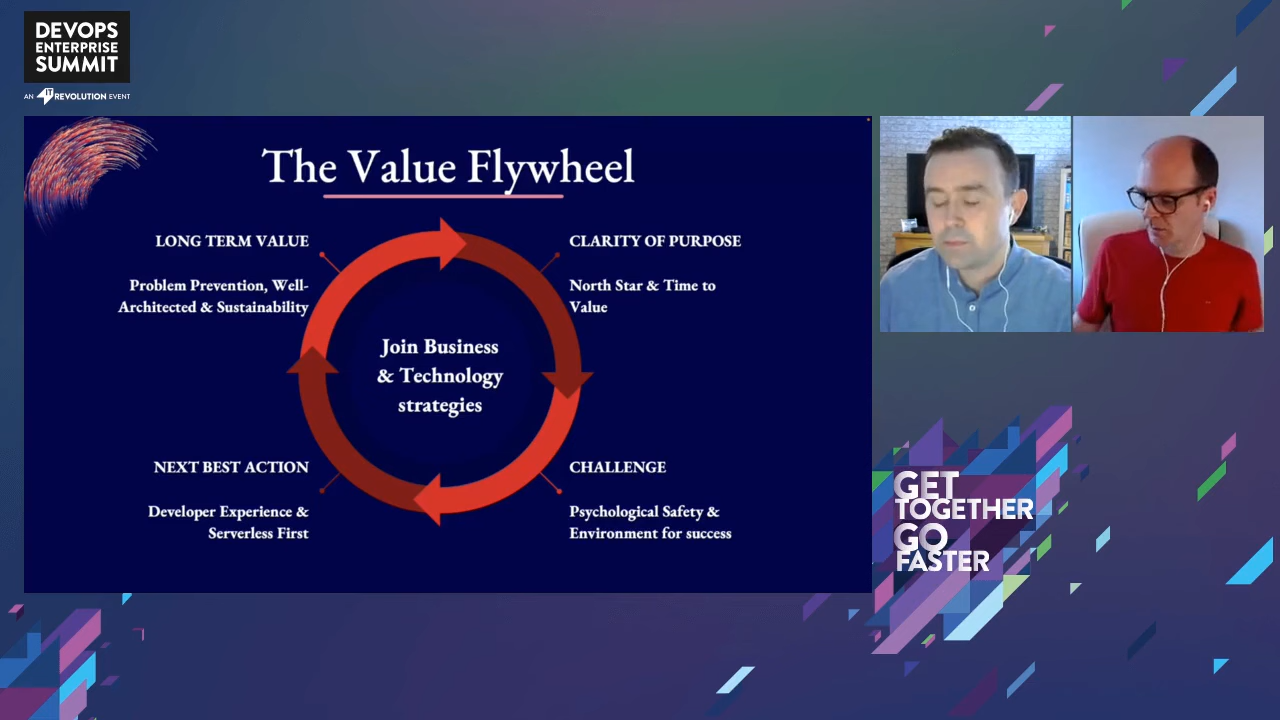 DEVOPS
ENTERPRISE
SUMMIT
AN IT REVOLUTION EVENT
The Value Flywheel
LONG TERM VALUE
Problem Prevention, Well-
Architected & Sustainability
CLARITY OF PURPOSE
North Star & Time to
Value
Join Business
& Technology
strategies
NEXT BEST ACTION
Developer Experience &
Serverless First
CHALLENGE
Psychological Safety &
Environment for success
GET
TOGETHER
GO
FASTER